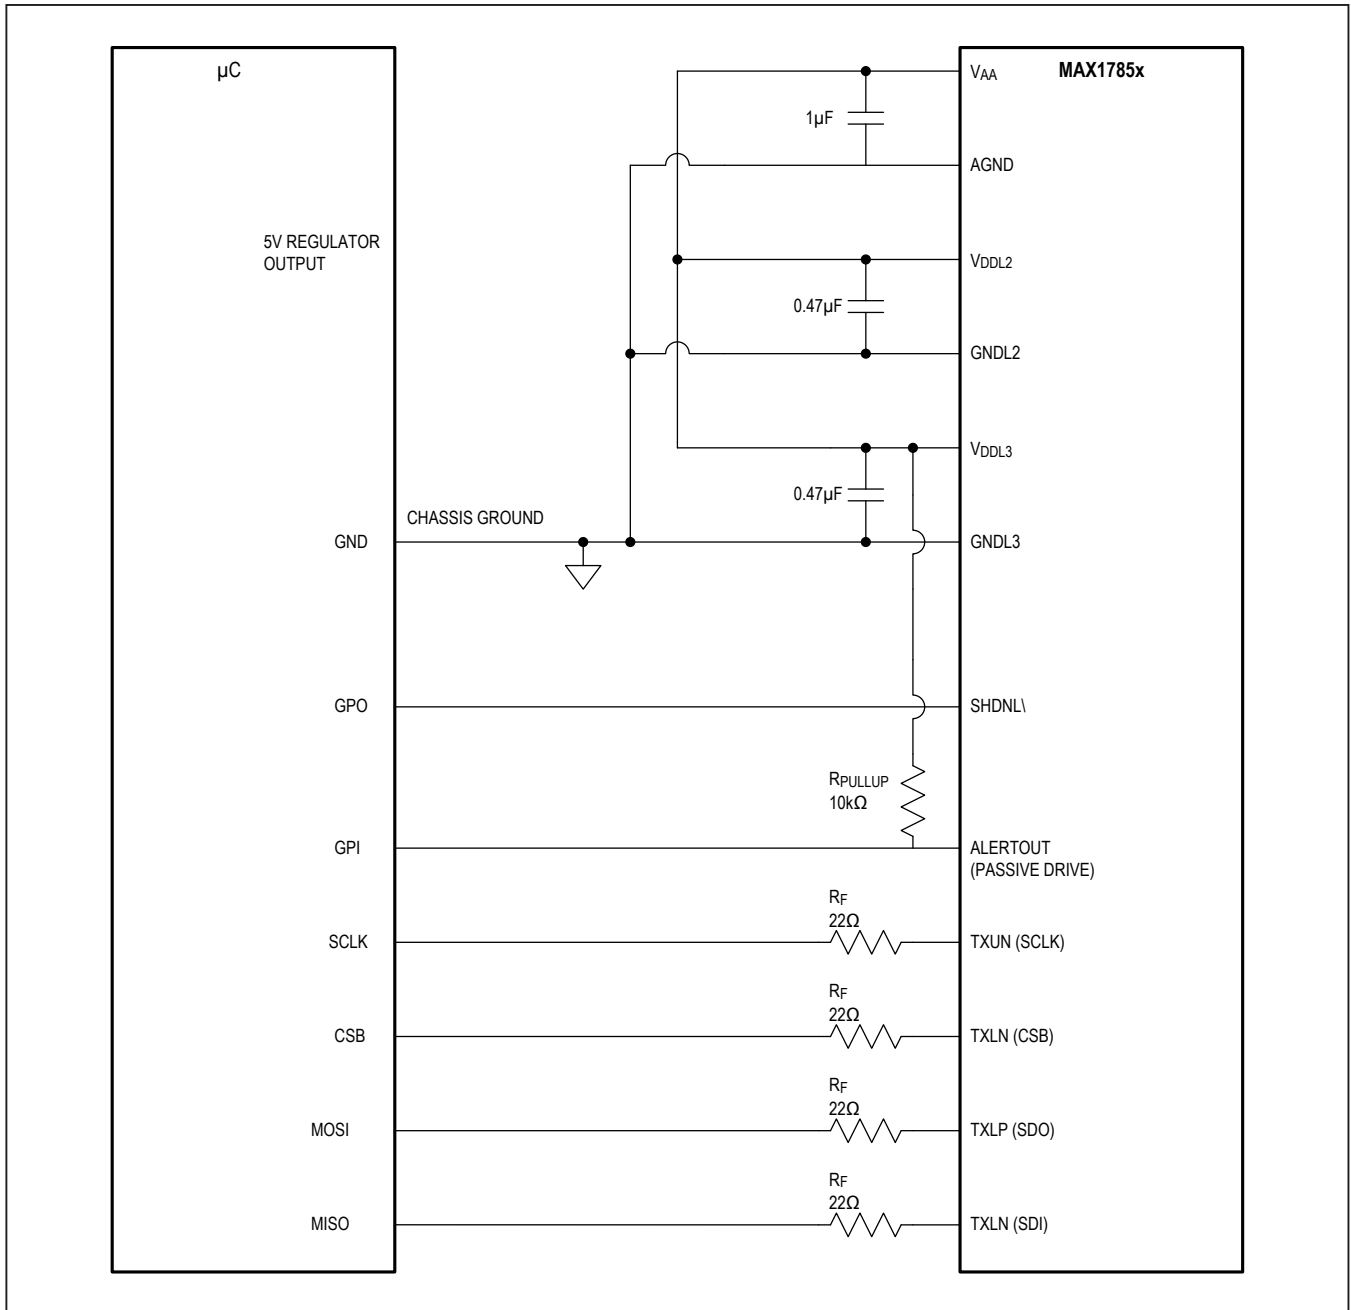 µC
MAX1785x
VAA
1µF
AGND
5V REGULATOR
OUTPUT
VDDL2
0.47µF
GNDL2
VDDL3
0.47µF
CHASSIS GROUND
GND
GNDL3
GPO
SHDNL\
RPULLUP
10kΩ
GPI
ALERTOUT
(PASSIVE DRIVE)
RF
22Ω
SCLK
TXUN (SCLK)
RF
22Ω
CSB
TXLN (CSB)
RF
22Ω
MOSI
TXLP (SDO)
RF
22Ω
MISO
TXLN (SDI)